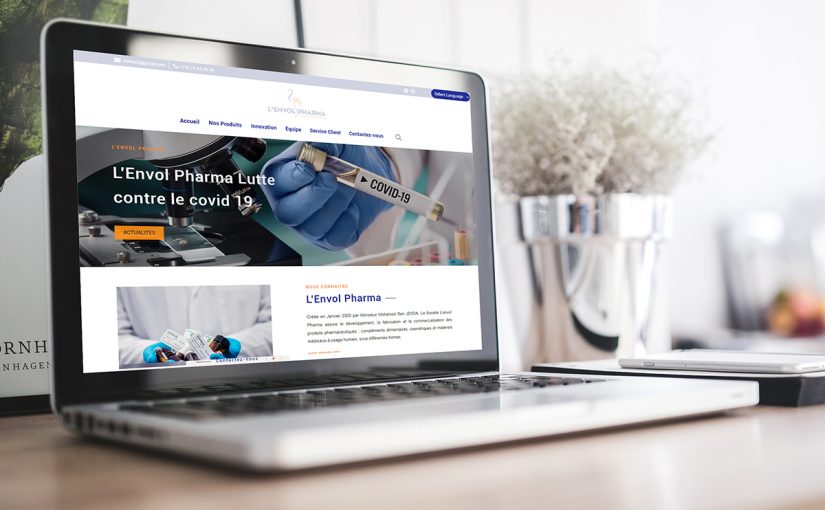 Select Language
L'ENVOL PHARMA
Accueil Nos Produits Innovation Equipe Service Client Contactez-nous
L'ENVOL PHARMA
L'Envol Pharma Lutte
contre le covid 19
COVID-19
ACTUALITÉS
NOUS CONNAITRE
L'Envol Pharma
Créée en Janvier 2000 par Monsieur Mohamed Ben JDIDIA, La Société L'envol
Pharma assure le développement, la fabrication et la commercialisation des
produits pharmaceutiques : compléments alimentaires, cosmétiques et matériels
médicaux à usage humain, sous différentes formes.
Contactez-nous
ORNH
NHAGEN